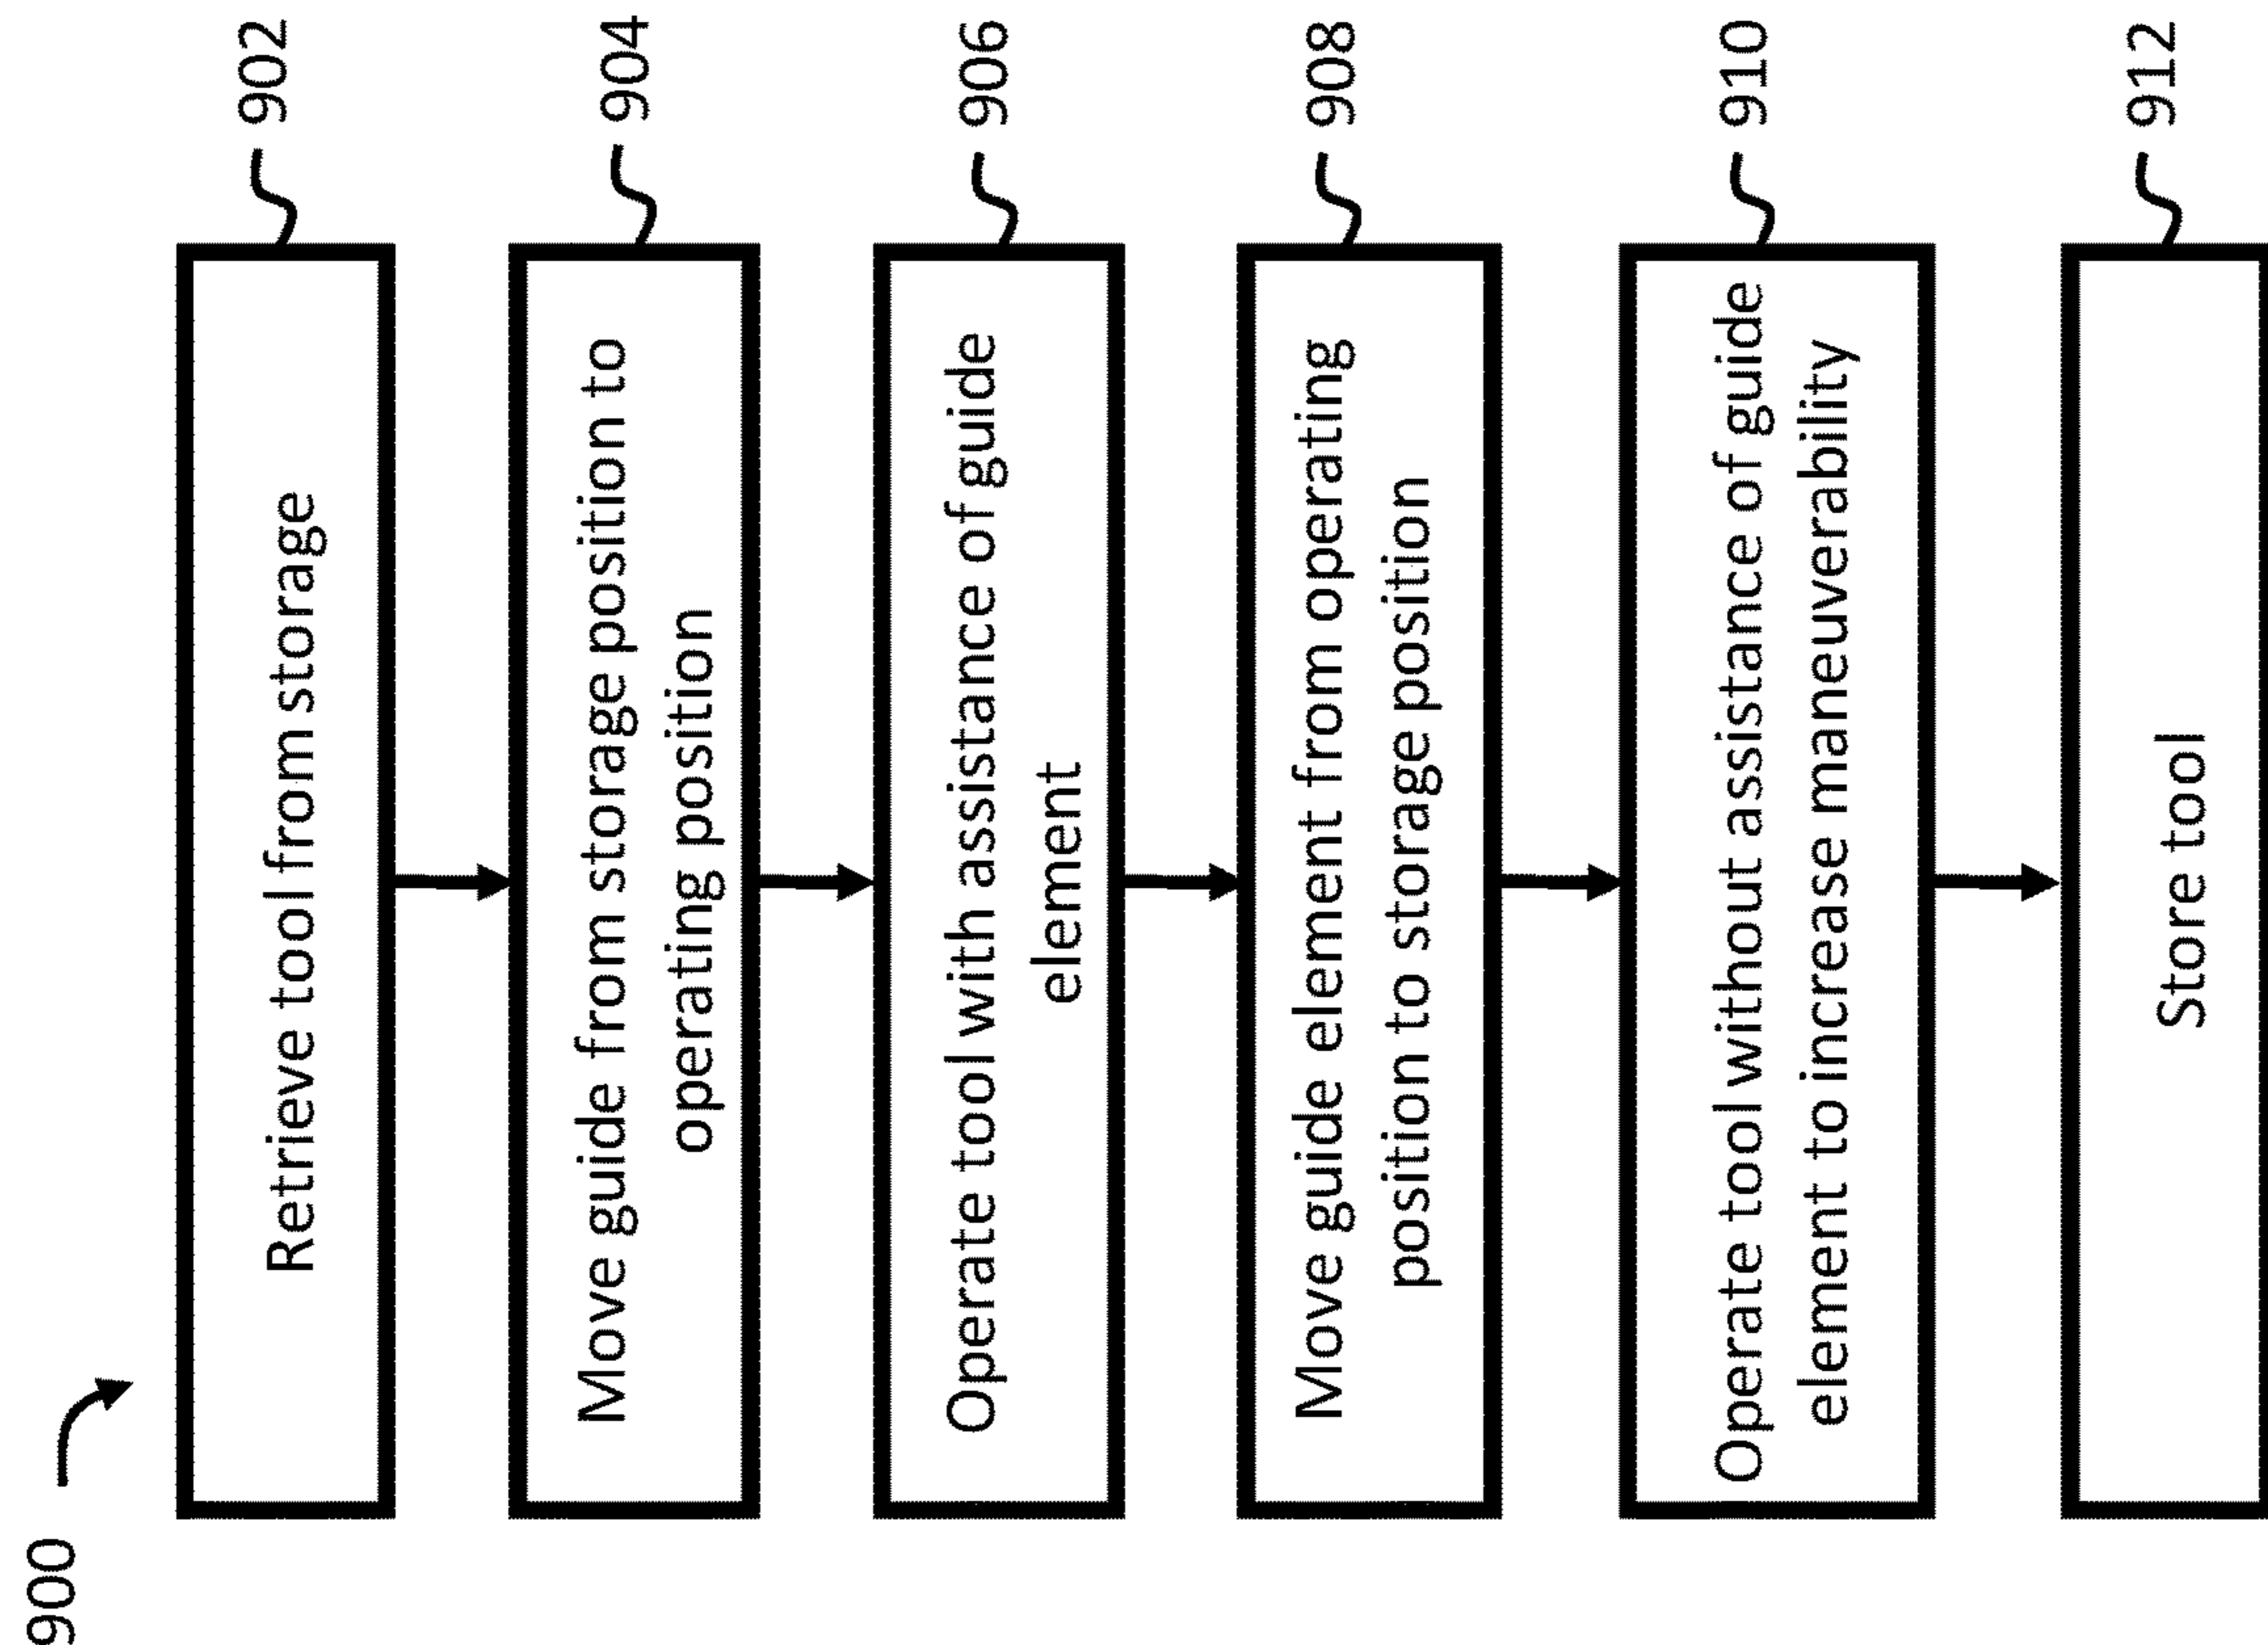 900
Retrieve tool from storage
902
Move guide from storage position to
operating position
904
Operate tool with assistance of guide
element
906
Move guide element from operating
position to storage position
908
Operate tool without assistance of guide
element to increase maneuverability
910
Store tool
912